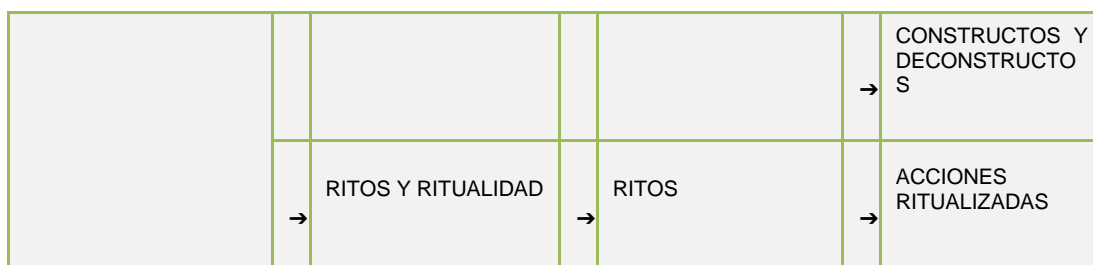 CONSTRUCTOS Y
DECONSTRUCTO
S
➔
RITOS Y RITUALIDAD
➔
RITOS
➔
ACCIONES
RITUALIZADAS
➔